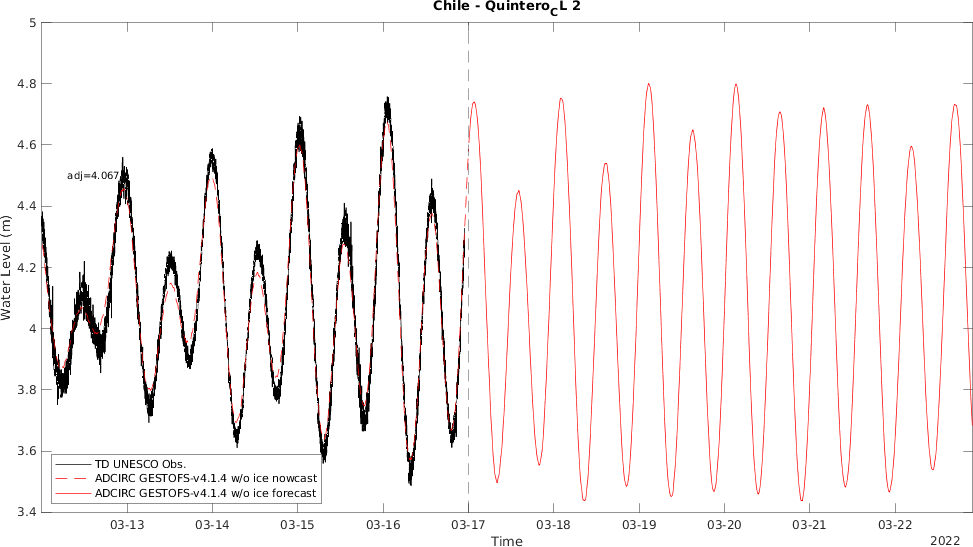 Chile - Quintero_CL 2
5
4.8
4.6
4.4
4.2
4
3.8
3.6
3.4
Water Level (m)
adj=4.067
TD UNESCO Obs.
ADCIRC GESTOFS-v4.1.4 w/o ice nowcast
ADCIRC GESTOFS-v4.1.4 w/o ice forecast
03-13 03-14 03-15 03-16 03-17 03-18 03-19 03-20 03-21 03-22
Time
2022